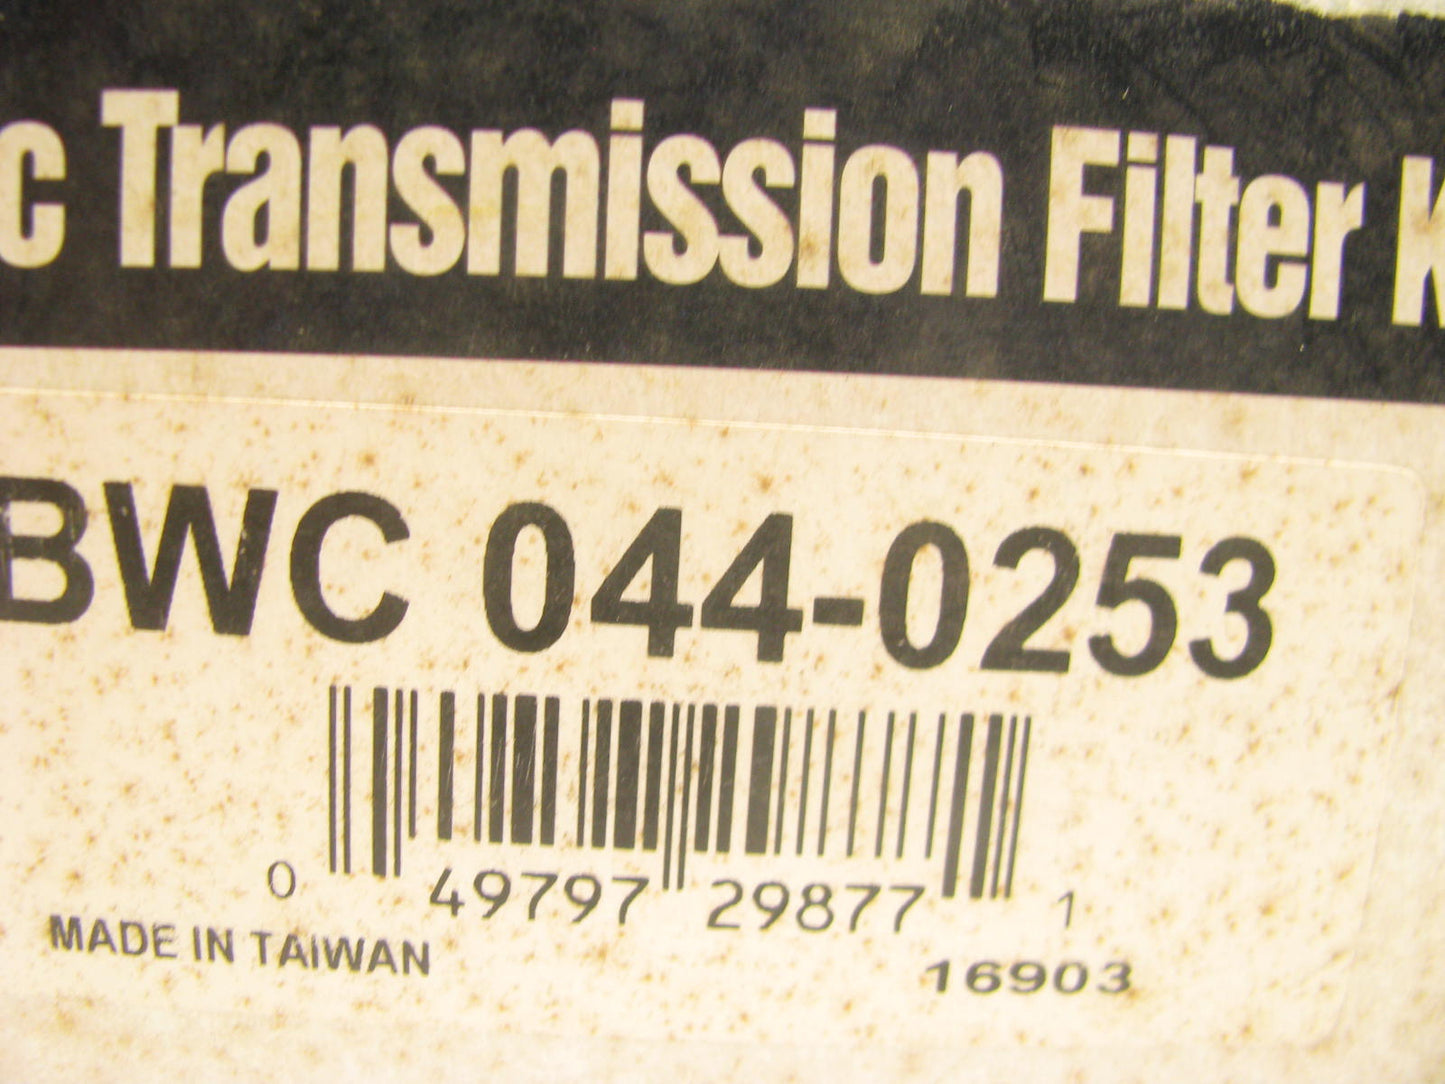 c Transmission Filter K
BWC 044-0253
0 49797 29877 1
MADE IN TAIWAN
16903